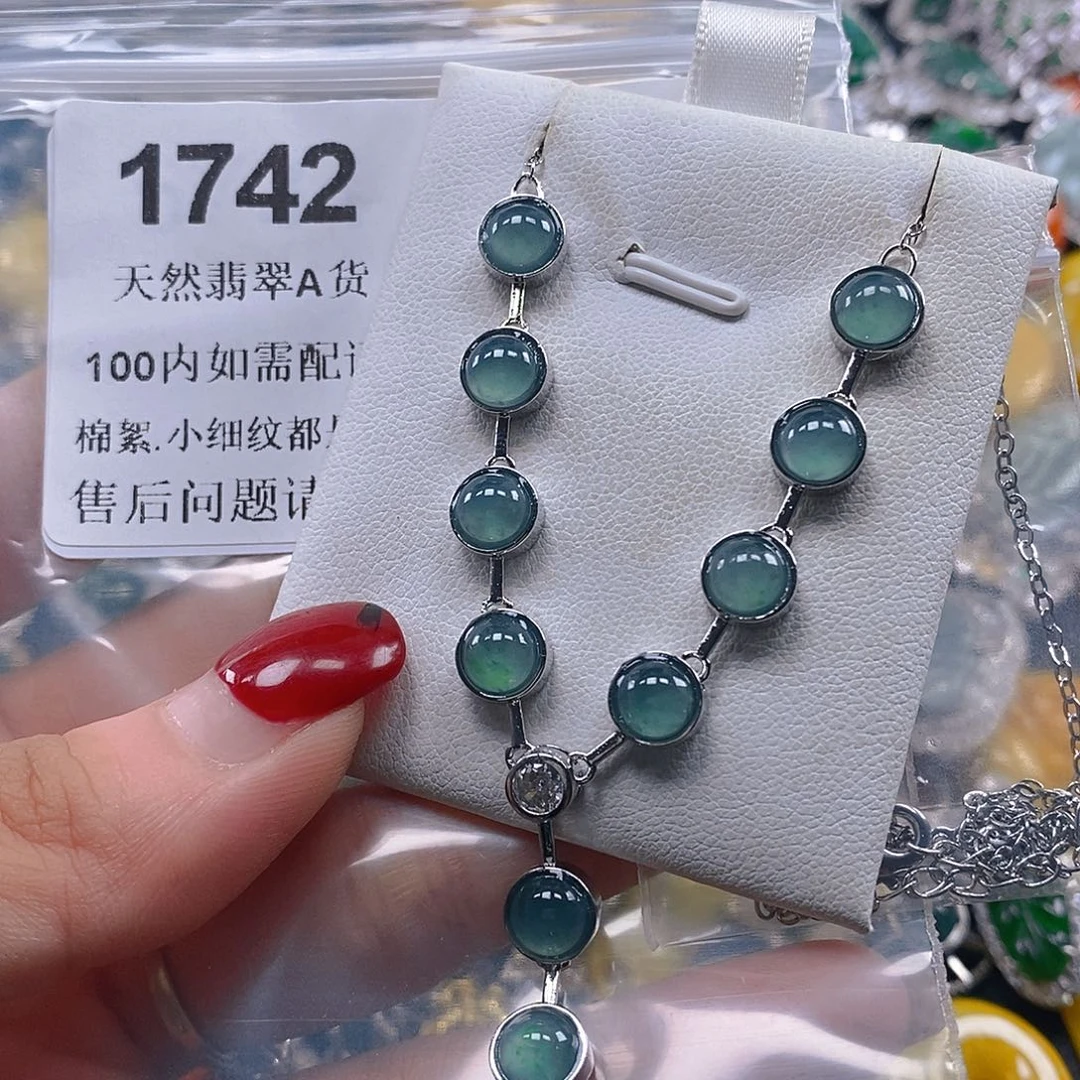 1742
天然翡翠A货
100内如需配
棉絮.小细纹都
售后问题请